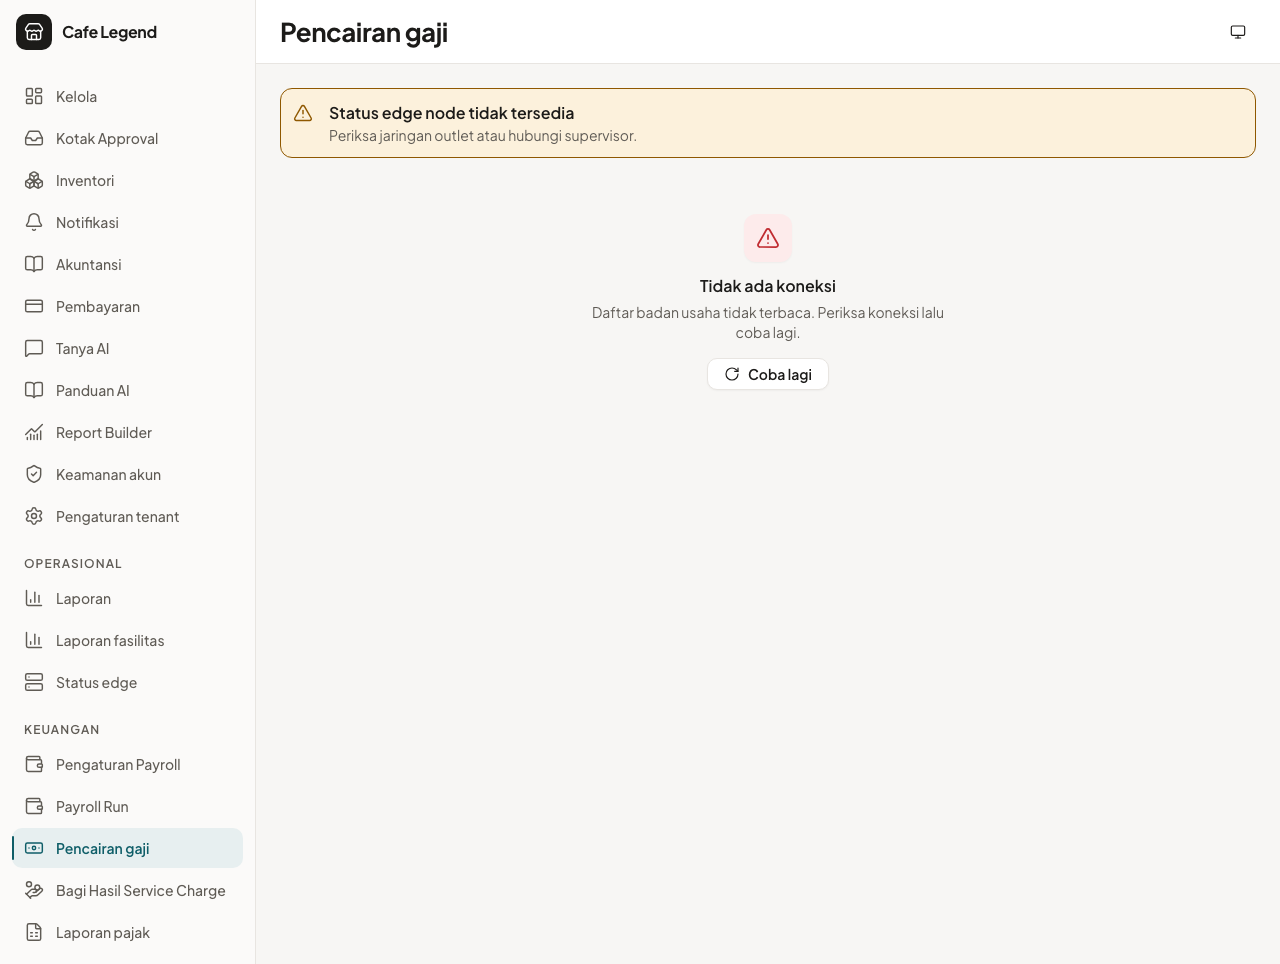 Cafe Legend
Kelola
Kotak Approval
Inventori
Notifikasi
Akuntansi
Pembayaran
Tanya AI
Panduan AI
Report Builder
Keamanan akun
Pengaturan tenant
OPERASIONAL
Laporan
Laporan fasilitas
Status edge
KEUANGAN
Pengaturan Payroll
Payroll Run
Pencairan gaji
Bagi Hasil Service Charge
Laporan pajak
Pencairan gaji
Status edge node tidak tersedia
Periksa jaringan outlet atau hubungi supervisor.
Tidak ada koneksi
Daftar badan usaha tidak terbaca. Periksa koneksi lalu
coba lagi.
Coba lagi